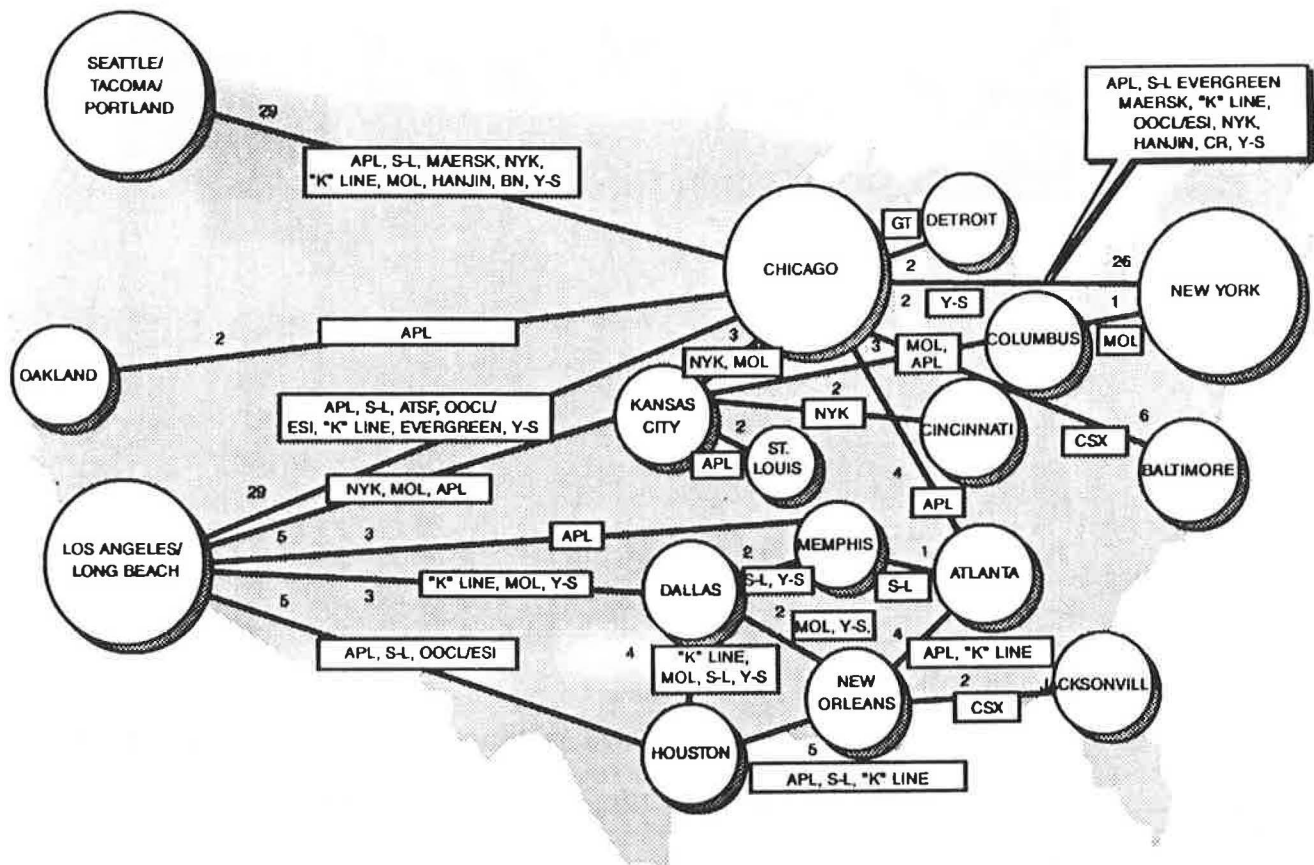 SEATTLE/
TACOMA/
PORTLAND
29
APL, S-L, MAERSK, NYK,
"K" LINE, MOL, HANJIN, BN, Y-S
APL, S-L EVERGREEN
MAERSK, "K" LINE,
OOCL/ESI, NYK,
HANJIN, CR, Y-S
CHICAGO
GT
DETROIT
2
26
NEW YORK
2
Y-S
1
MOL
COLUMBUS
OAKLAND
2
APL
3
NYK, MOL
3
MOL,
APL
APL, S-L, ATSF, OOCL/
ESI, "K" LINE, EVERGREEN, Y-S
KANSAS
CITY
2
NYK
CINCINNATI
6
CSX
BALTIMORE
2
APL
ST.
LOUIS
29
NYK, MOL, APL
4
APL
LOS ANGELES/
LONG BEACH
5
3
APL
MEMPHIS
2
S-L, Y-S
1
S-L
ATLANTA
5
3
"K" LINE, MOL, Y-S
DALLAS
2
MOL, Y-S,
4
APL, "K" LINE
APL, S-L, OOCL/ESI
4
"K" LINE,
MOL, S-L, Y-S
NEW
ORLEANS
2
CSX
JACKSONVILL
HOUSTON
5
APL, S-L, "K" LINE